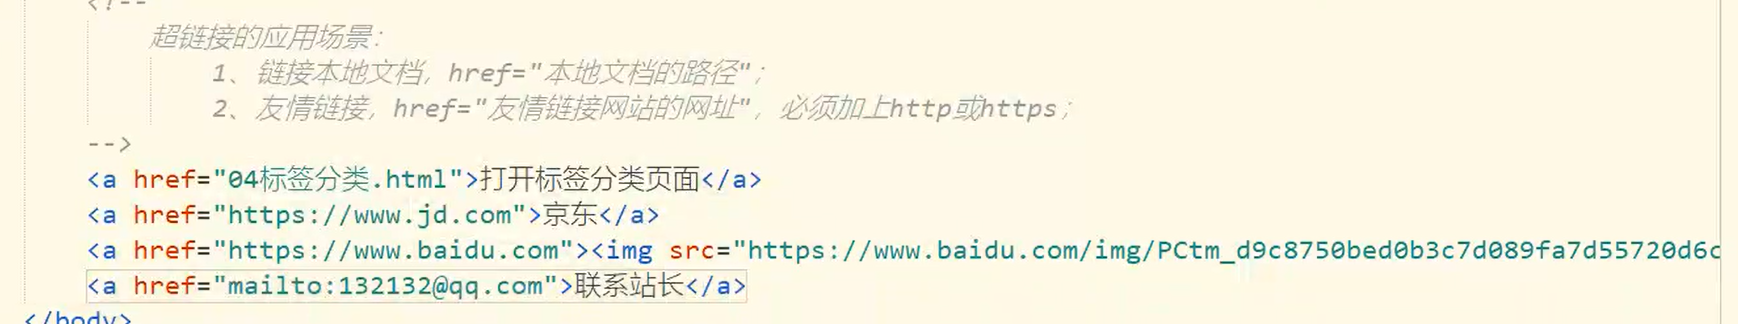 <!--
超链接的应用场景：
1、链接本地文档，href="本地文档的路径"；
2、友情链接，href="友情链接网站的网址"，必须加上http或https；
-->
<a href="04标签分类.html">打开标签分类页面</a>
<a href="https://www.jd.com">京东</a>
<a href="https://www.baidu.com"><img src="https://www.baidu.com/img/PCtm_d9c8750bed0b3c7d089fa7d55720d6c
<a href="mailto:132132@qq.com">联系站长</a>
</body>